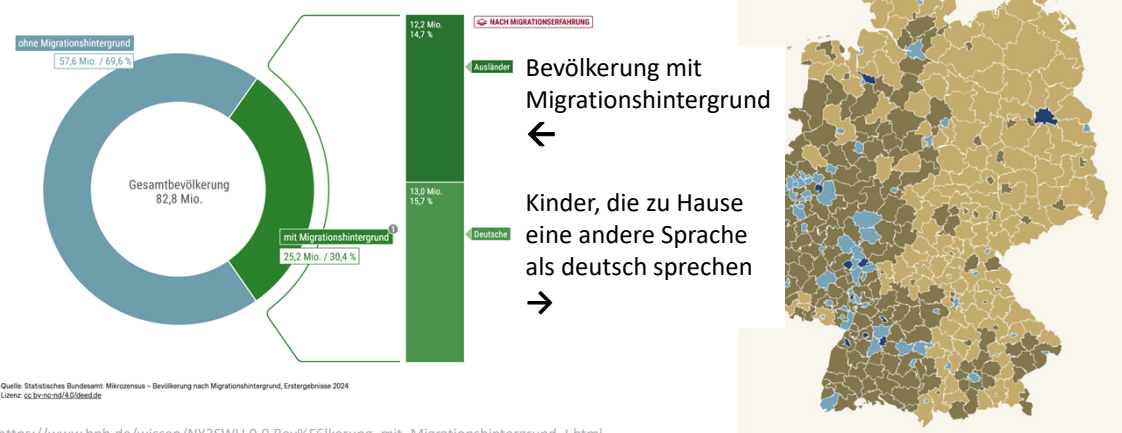 ohne Migrationshintergrund
57,6 Mio. / 69,6 %
Gesamtbevölkerung
82,8 Mio.
mit Migrationshintergrund
1
25,2 Mio. / 30,4 %
12,2 Mio.
14,7 %
Ausländer
13,0 Mio.
15,7 %
Deutsche
NACH MIGRATIONSERFAHRUNG
Bevölkerung mit
Migrationshintergrund
←
Kinder, die zu Hause
eine andere Sprache
als deutsch sprechen
→
Quelle: Statistisches Bundesamt: Mikrozensus – Bevölkerung nach Migrationshintergrund, Erstergebnisse 2024
Lizenz: cc by-nc-nd/4.0/deed.de